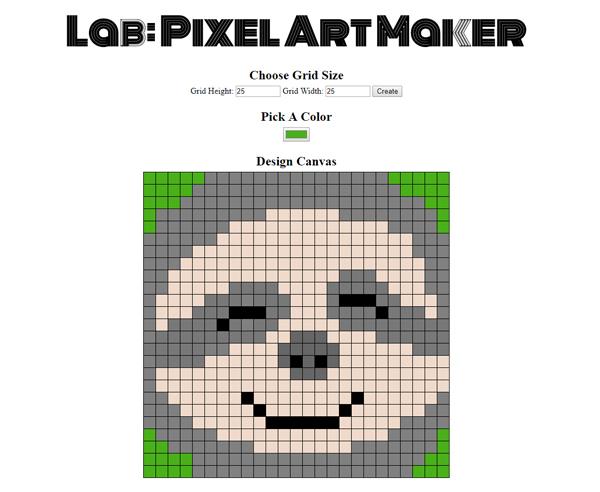 Lab: Pixel Art Maker
Choose Grid Size
Grid Height: 25 Grid Width: 25 Create
Pick A Color
Design Canvas